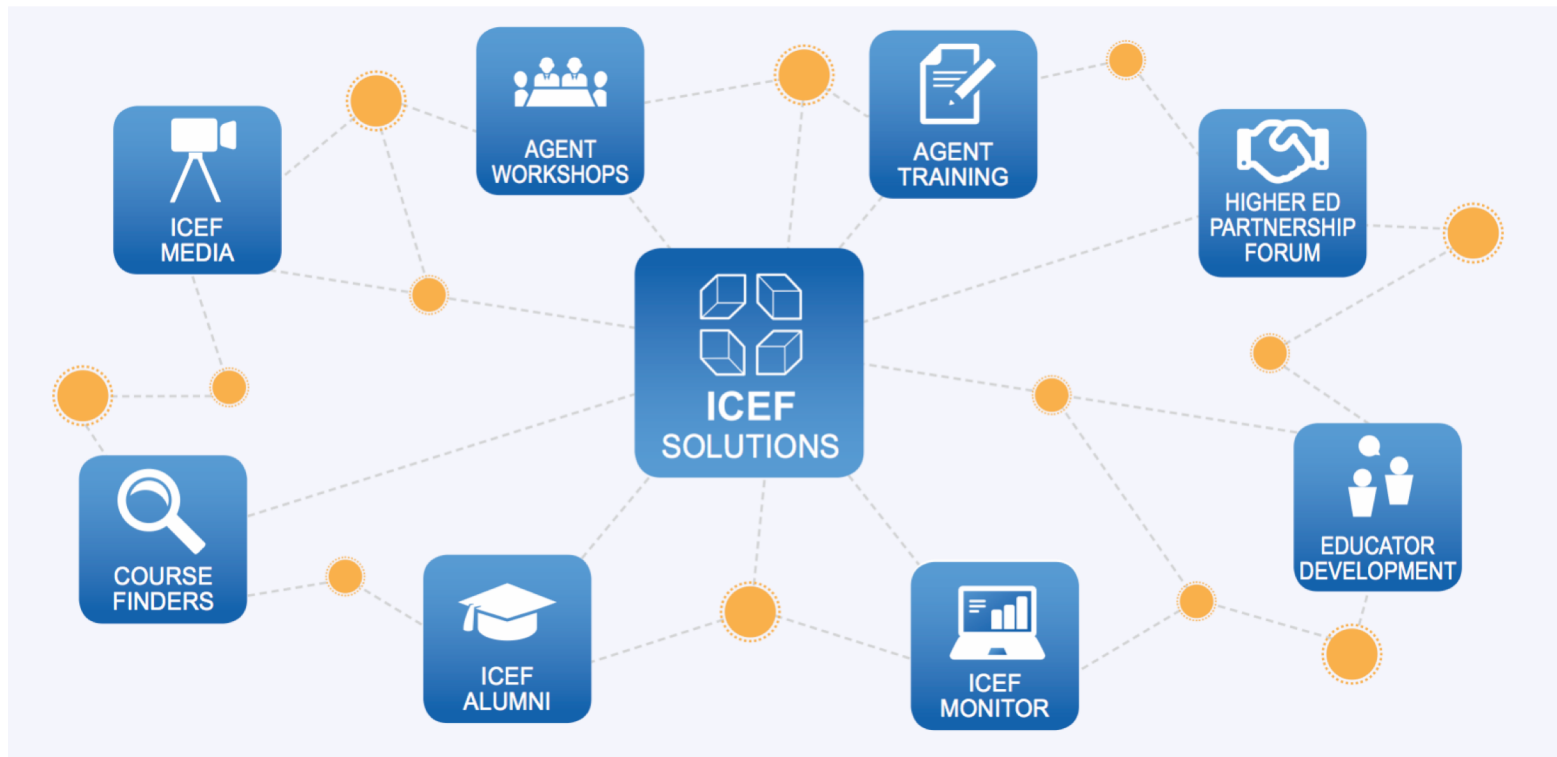 AGENT
WORKSHOPS
AGENT
TRAINING
ICEF
MEDIA
HIGHER ED
PARTNERSHIP
FORUM
ICEF
SOLUTIONS
COURSE
FINDERS
EDUCATOR
DEVELOPMENT
ICEF
ALUMNI
ICEF
MONITOR